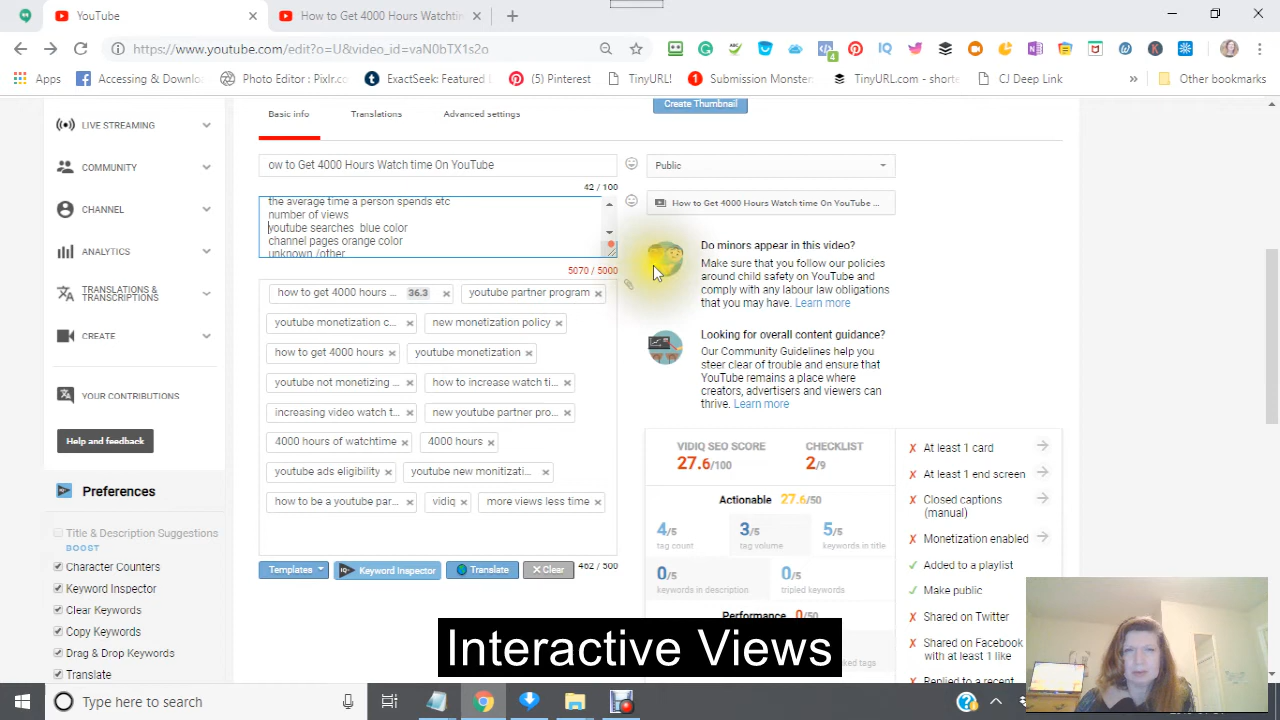 YouTube
How to Get 4000 Hours Watchtin
https://www.youtube.com/edit?o=U&video_id=vaN0bTX1s2o
Apps
Accessing & Downlo
Photo Editor : Pixlr.c
ExactSeek: Featured
(5) Pinterest
TinyURL!
Submission Monster
TinyURL.com - shorte
CJ Deep Link
»
Other bookmarks
LIVE STREAMING
COMMUNITY
CHANNEL
ANALYTICS
TRANSLATIONS &
TRANSCRIPTIONS
CREATE
YOUR CONTRIBUTIONS
Help and feedback
Preferences
Title & Description Suggestions
BOOST
Character Counters
Keyword Inspector
Clear Keywords
Copy Keywords
Drag & Drop Keywords
Translate
Create Thumbnail
Basic info
Translations
Advanced settings
ow to Get 4000 Hours Watch time On YouTube
42 / 100
the average time a person spends etc
number of views
youtube searches blue color
channel pages orange color
unknown /other
5070 / 5000
how to get 4000 hours ... 36.3
youtube partner program
youtube monetization c...
new monetization policy
how to get 4000 hours
youtube monetization
youtube not monetizing ...
how to increase watch ti...
increasing video watch t...
new youtube partner pro...
4000 hours of watchtime
4000 hours
youtube ads eligibility
youtube new monitizati...
how to be a youtube par...
vidiq
more views less time
Templates
Keyword Inspector
Translate
Clear
462 / 500
Public
How to Get 4000 Hours Watch time On YouTube ...
Do minors appear in this video?
Make sure that you follow our policies
around child safety on YouTube and
comply with any labour law obligations
that you may have. Learn more
Looking for overall content guidance?
Our Community Guidelines help you
steer clear of trouble and ensure that
YouTube remains a place where
creators, advertisers and viewers can
thrive. Learn more
VIDIQ SEO SCORE
27.6/100
CHECKLIST
2/9
Actionable 27.6/50
4/5
tag count
3/5
tag volume
5/5
keywords in title
0/5
keywords in description
0/5
tripled keywords
Performance 0/50
ked tags
At least 1 card
At least 1 end screen
Closed captions
(manual)
Monetization enabled
Added to a playlist
Make public
Shared on Twitter
Shared on Facebook
with at least 1 like
Replied to a recent
Interactive Views
Type here to search